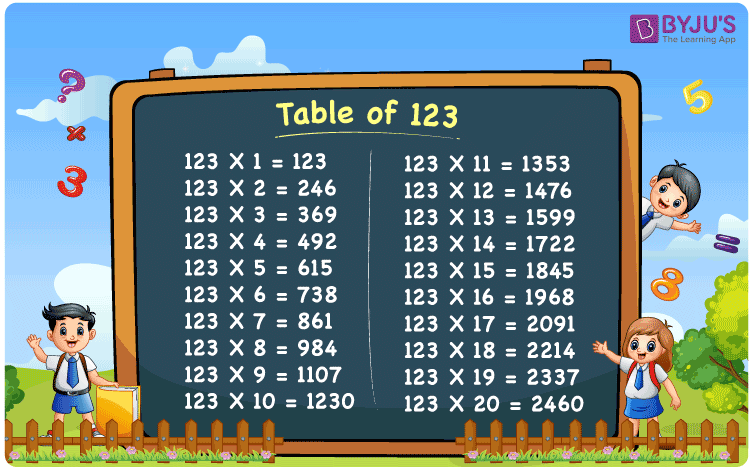 BYJU'S
The Learning App
Table of 123
123 X 1 = 123
123 X 2 = 246
123 X 3 = 369
123 X 4 = 492
123 X 5 = 615
123 X 6 = 738
123 X 7 = 861
123 X 8 = 984
123 X 9 = 1107
123 X 10 = 1230
123 X 11 = 1353
123 X 12 = 1476
123 X 13 = 1599
123 X 14 = 1722
123 X 15 = 1845
123 X 16 = 1968
123 X 17 = 2091
123 X 18 = 2214
123 X 19 = 2337
123 X 20 = 2460
?
×
3
5
=
8